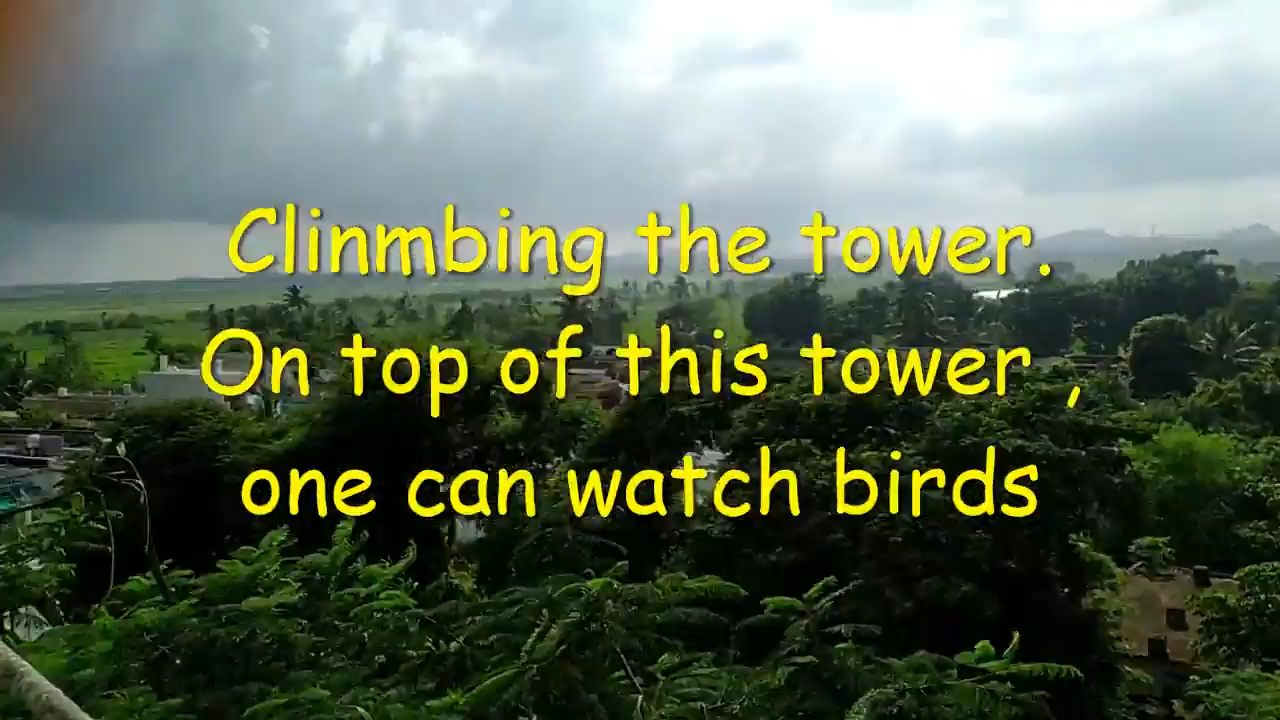 Clinmbing the tower.
On top of this tower ,
one can watch birds